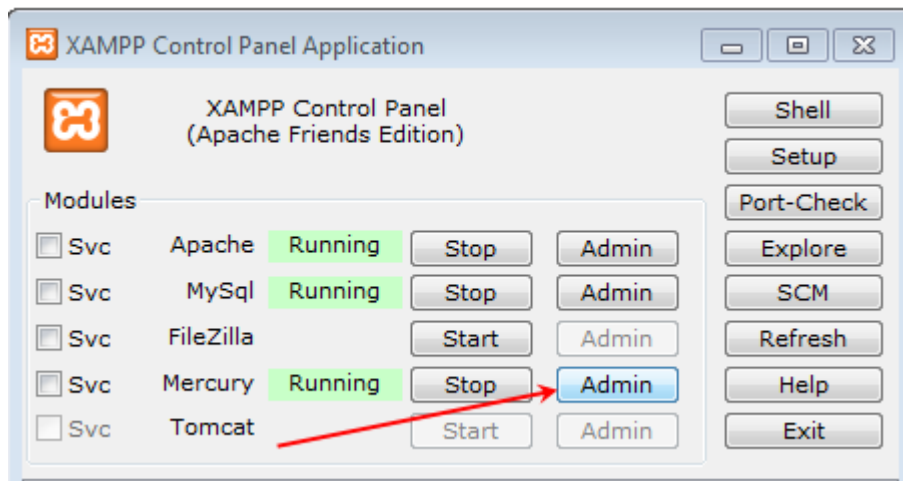 XAMPP Control Panel Application
XAMPP Control Panel
(Apache Friends Edition)
Shell
Setup
Modules
Port-Check
Svc Apache Running Stop Admin Explore
Svc MySql Running Stop Admin SCM
Svc FileZilla Start Admin Refresh
Svc Mercury Running Stop Admin Help
Svc Tomcat Start Admin Exit